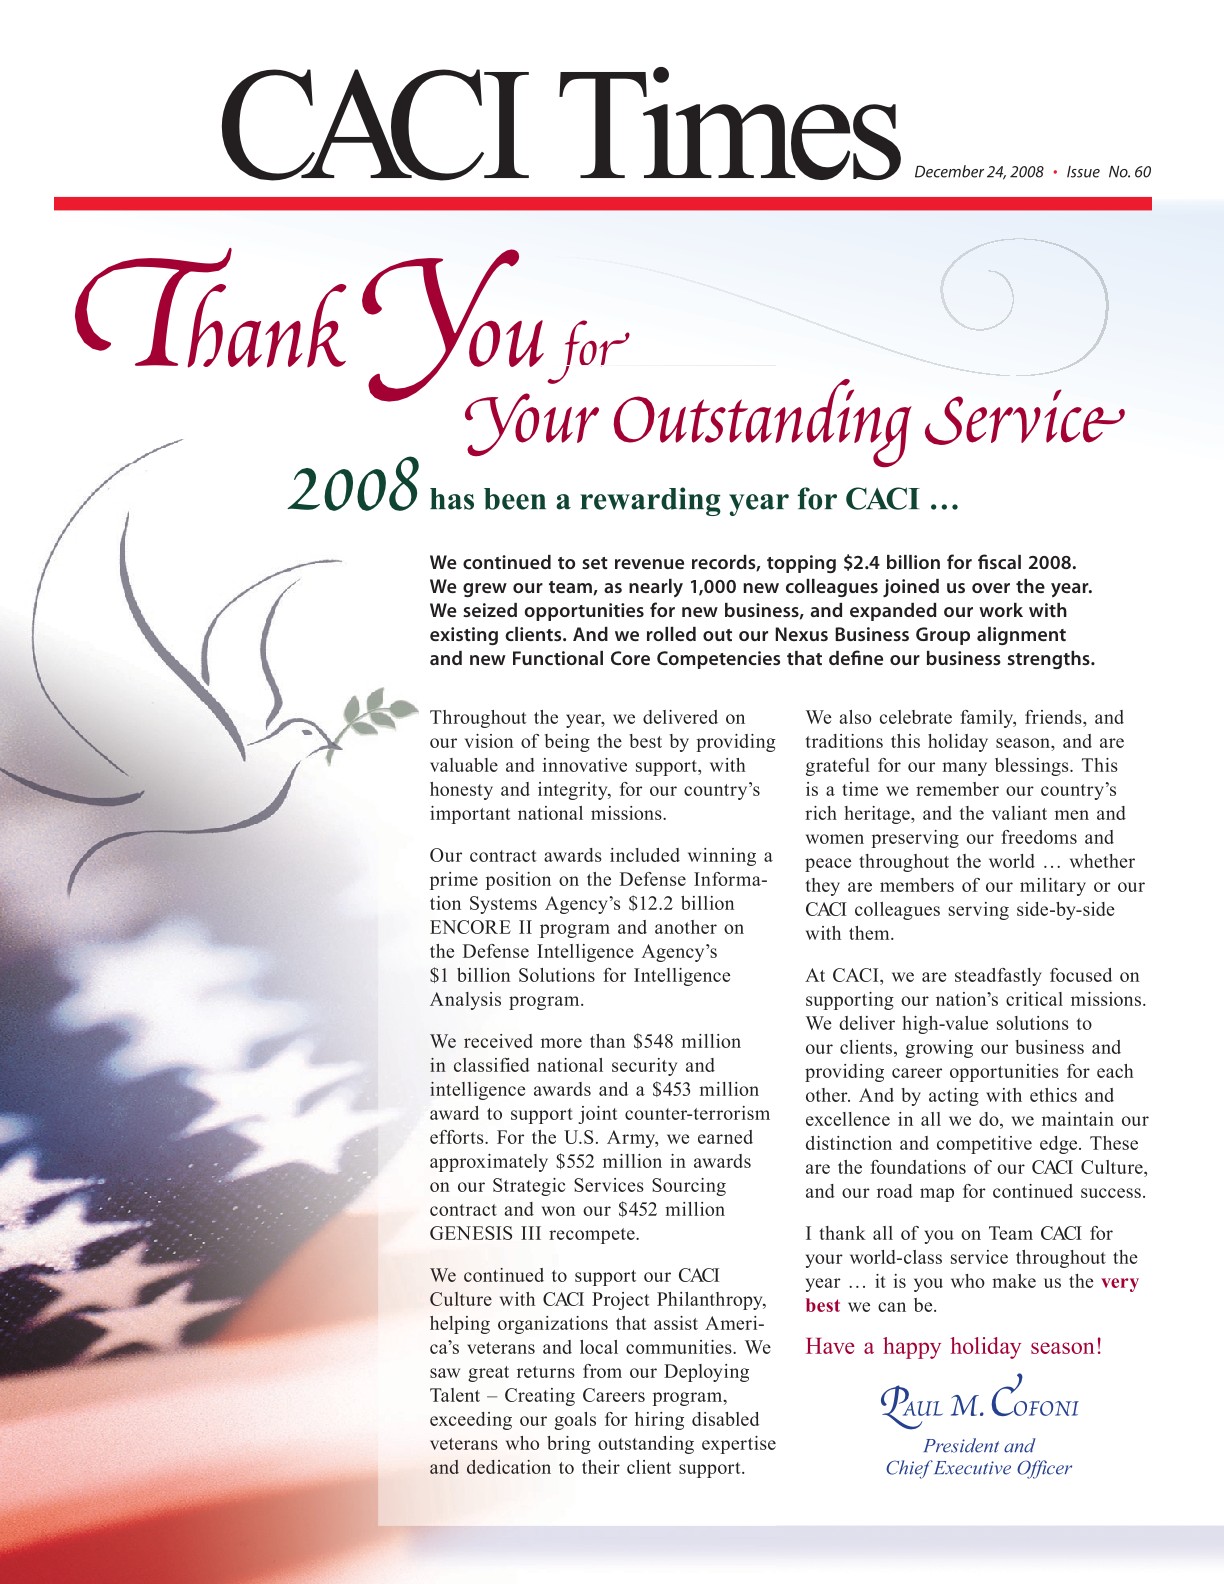 CACI Times
December 24, 2008 • Issue No. 60
Thank You for
Your Outstanding Service
2008 has been a rewarding year for CACI …
We continued to set revenue records, topping $2.4 billion for fiscal 2008.
We grew our team, as nearly 1,000 new colleagues joined us over the year.
We seized opportunities for new business, and expanded our work with
existing clients. And we rolled out our Nexus Business Group alignment
and new Functional Core Competencies that define our business strengths.
Throughout the year, we delivered on
our vision of being the best by providing
valuable and innovative support, with
honesty and integrity, for our country's
important national missions.
Our contract awards included winning a
prime position on the Defense Informa-
tion Systems Agency's $12.2 billion
ENCORE II program and another on
the Defense Intelligence Agency's
$1 billion Solutions for Intelligence
Analysis program.
We received more than $548 million
in classified national security and
intelligence awards and a $453 million
award to support joint counter-terrorism
efforts. For the U.S. Army, we earned
approximately $552 million in awards
on our Strategic Services Sourcing
contract and won our $452 million
GENESIS III recompete.
We continued to support our CACI
Culture with CACI Project Philanthropy,
helping organizations that assist Ameri-
ca's veterans and local communities. We
saw great returns from our Deploying
Talent – Creating Careers program,
exceeding our goals for hiring disabled
veterans who bring outstanding expertise
and dedication to their client support.
We also celebrate family, friends, and
traditions this holiday season, and are
grateful for our many blessings. This
is a time we remember our country's
rich heritage, and the valiant men and
women preserving our freedoms and
peace throughout the world … whether
they are members of our military or our
CACI colleagues serving side-by-side
with them.
At CACI, we are steadfastly focused on
supporting our nation's critical missions.
We deliver high-value solutions to
our clients, growing our business and
providing career opportunities for each
other. And by acting with ethics and
excellence in all we do, we maintain our
distinction and competitive edge. These
are the foundations of our CACI Culture,
and our road map for continued success.
I thank all of you on Team CACI for
your world-class service throughout the
year … it is you who make us the very
best we can be.
Have a happy holiday season!
Paul M. Cofoni
President and
Chief Executive Officer